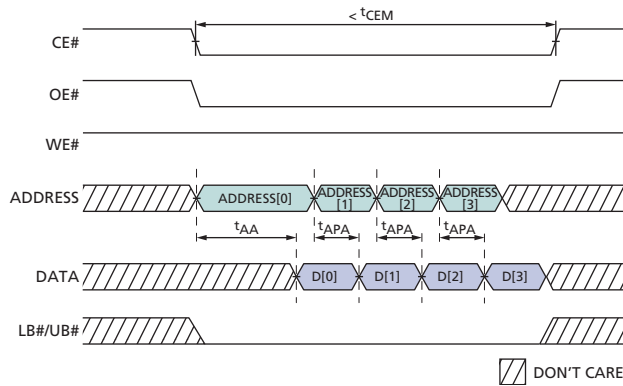 < tCEM
CE#
OE#
WE#
ADDRESS
ADDRESS[0]
ADDRESS
[1]
ADDRESS
[2]
ADDRESS
[3]
tAA
tAPA
tAPA
tAPA
DATA
D[0]
D[1]
D[2]
D[3]
LB#/UB#
DON'T CARE